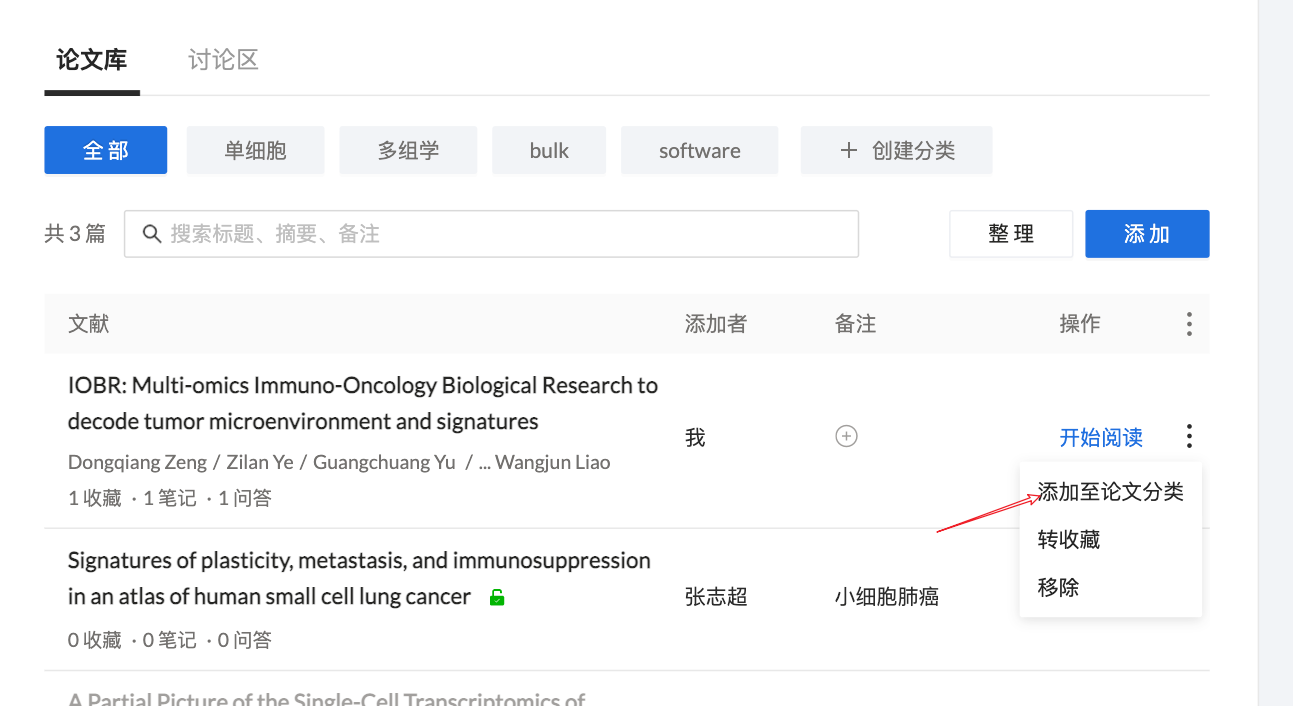 论文库 讨论区
全部 单细胞 多组学 bulk software + 创建分类
共 3 篇 搜索标题、摘要、备注 整理 添加
文献 添加者 备注 操作
IOBR: Multi-omics Immuno-Oncology Biological Research to
decode tumor microenvironment and signatures
我 开始阅读
Dongqiang Zeng / Zilan Ye / Guangchuang Yu / ... Wangjun Liao
1 收藏 · 1 笔记 · 1 问答
添加至论文分类
转收藏
移除
Signatures of plasticity, metastasis, and immunosuppression
in an atlas of human small cell lung cancer
张志超 小细胞肺癌
0 收藏 · 0 笔记 · 0 问答
A Partial Picture of the Single-Cell Transcriptomics of